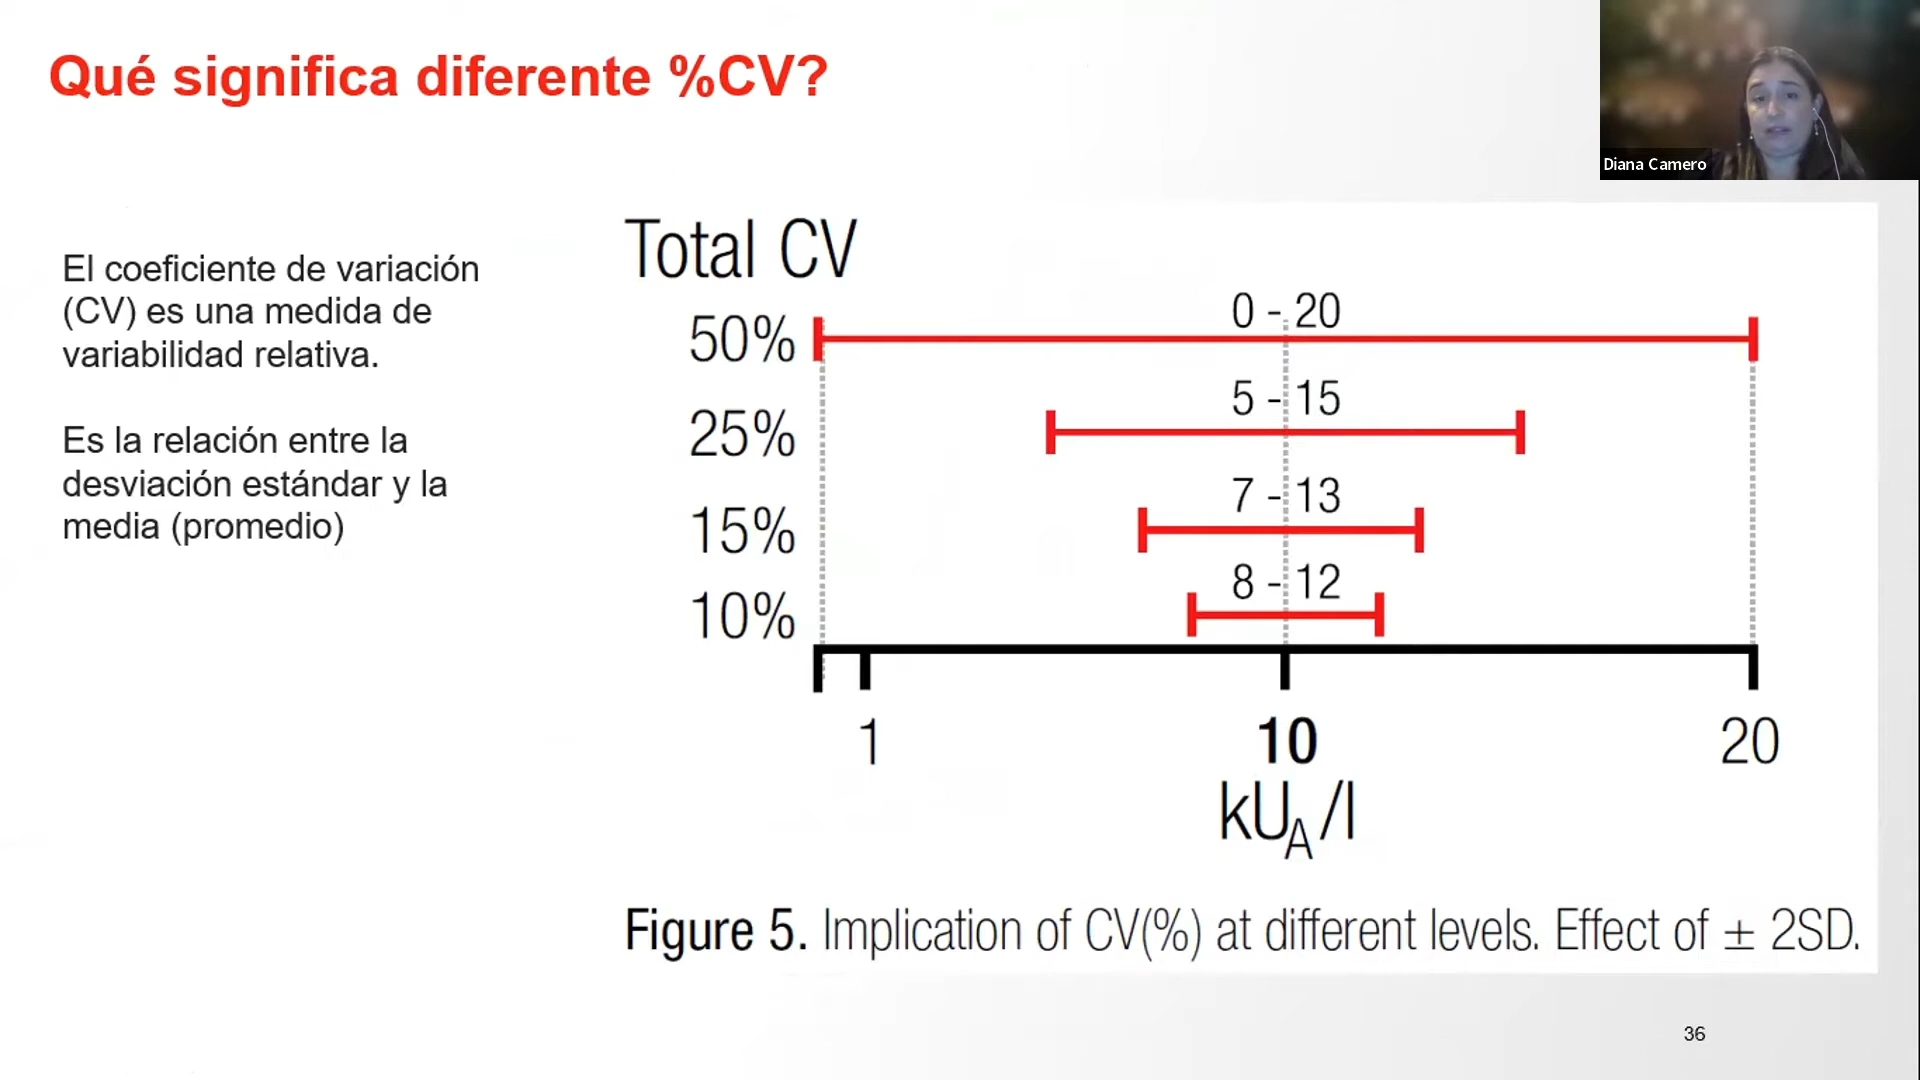 Qué significa diferente %CV?
Diana Camero
El coeficiente de variación
(CV) es una medida de
variabilidad relativa.
Es la relación entre la
desviación estándar y la
media (promedio)
Total CV
50%
0 - 20
25%
5 - 15
15%
7 - 13
10%
8 - 12
1
10
20
kUA/l
Figure 5. Implication of CV(%) at different levels. Effect of ± 2SD.
36